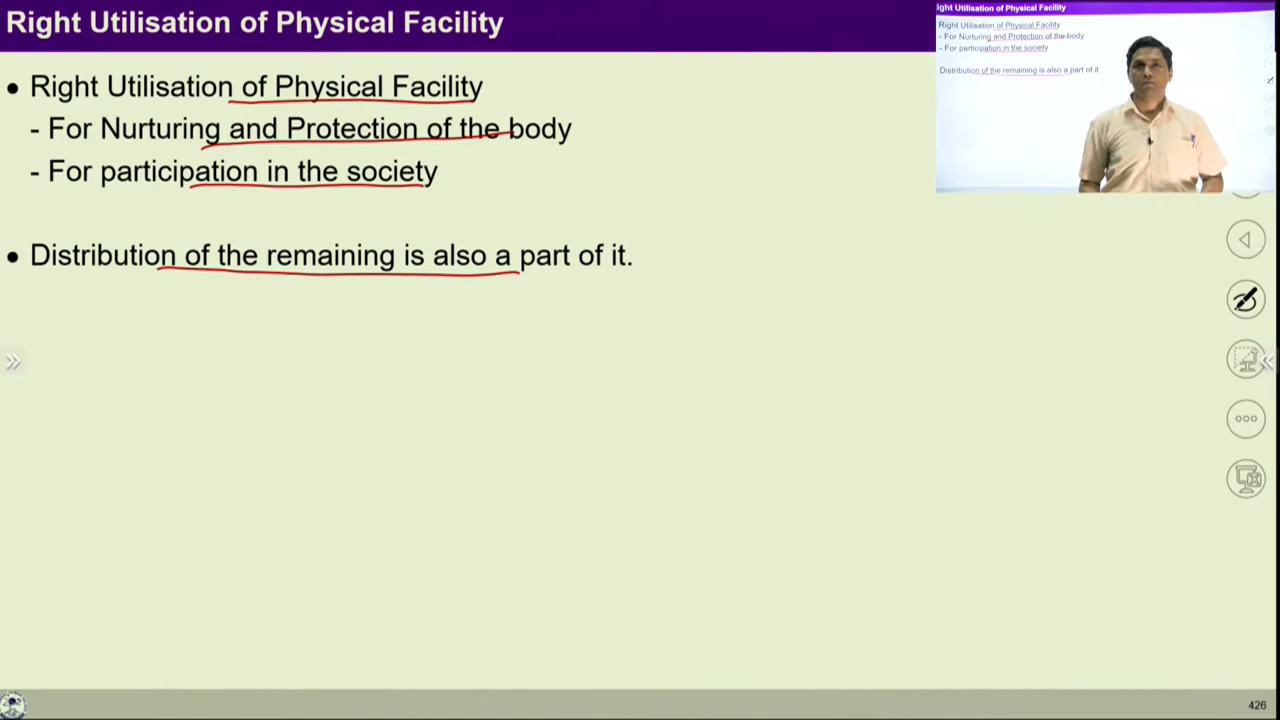 Right Utilisation of Physical Facility
• Right Utilisation of Physical Facility
- For Nurturing and Protection of the body
- For participation in the society
• Distribution of the remaining is also a part of it.
ight Utilisation of Physical Facility
Right Utilisation of Physical Facility
- For Nurturing and Protection of the body
- For participation in the society
Distribution of the remaining is also a part of it.
426